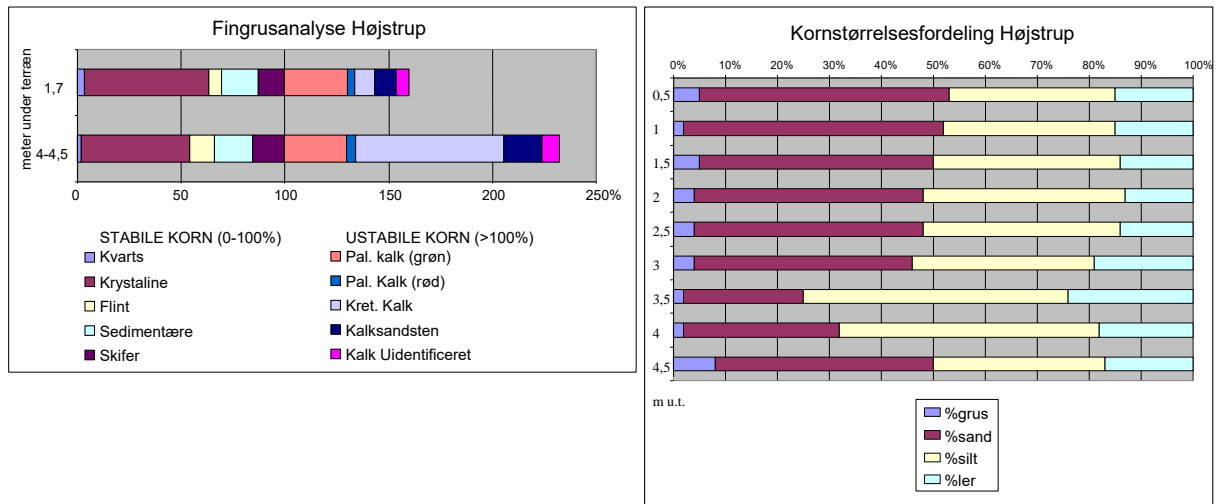 Fingrusanalyse Højstrup
meter under terræn
1,7
4-4,5
0 50 100 150 200 250%
STABILE KORN (0-100%)
Kvarts
Krystaline
Flint
Sedimentære
Skifer
USTABILE KORN (>100%)
Pal. kalk (grøn)
Pal. Kalk (rød)
Kret. Kalk
Kalksandsten
Kalk Uidentificeret
Kornstørrelsesfordeling Højstrup
0% 10% 20% 30% 40% 50% 60% 70% 80% 90% 100%
0,5
1
1,5
2
2,5
3
3,5
4
4,5
m u.t.
%grus
%sand
%silt
%ler